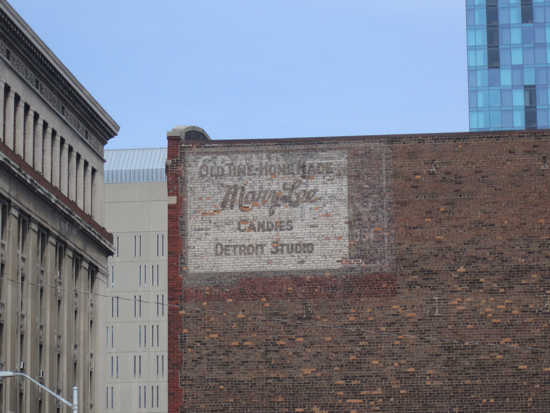 OLD TIME-HOME MADE
Mary Lee
CANDIES
DETROIT STUDIO